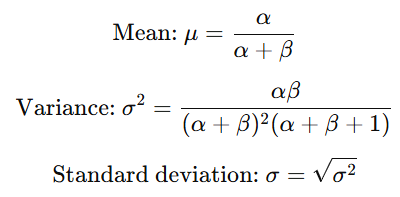 Mean: μ = α / (α + β)
Variance: σ² = αβ / ((α + β)²(α + β + 1))
Standard deviation: σ = √σ²